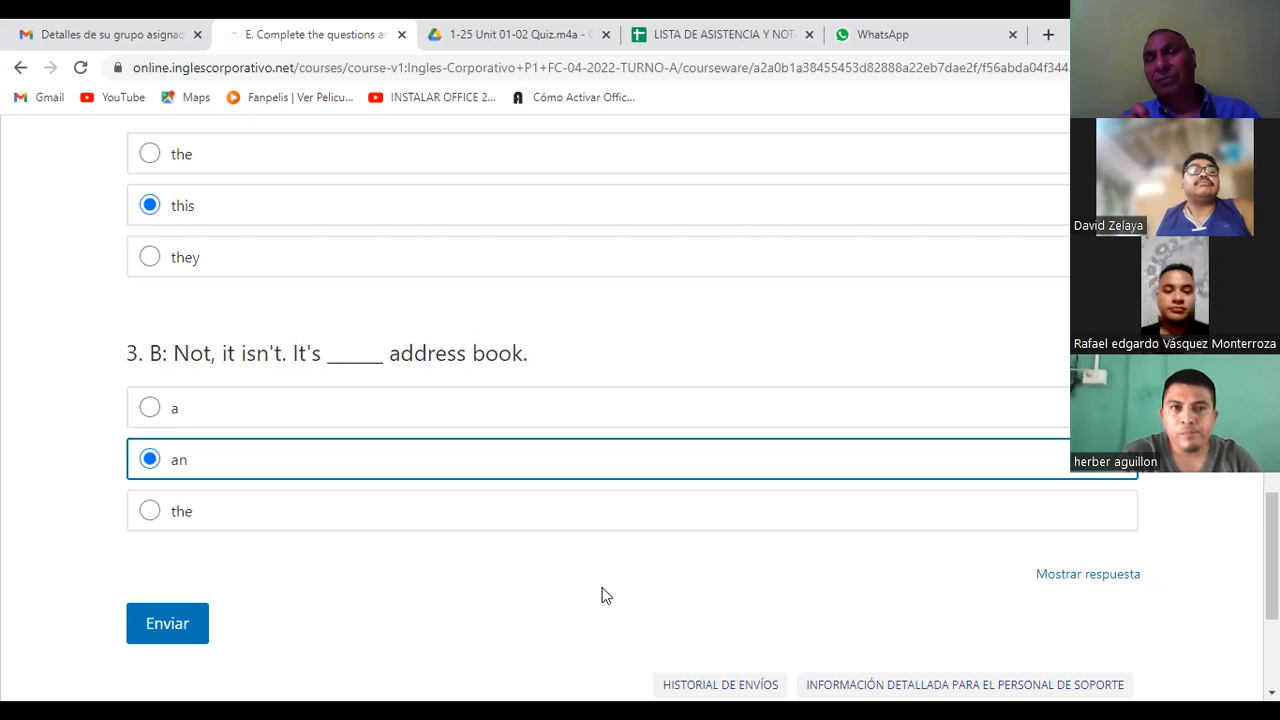 Detalles de su grupo asignac
E. Complete the questions a
1-25 Unit 01-02 Quiz.m4a -
LISTA DE ASISTENCIA Y NOT
WhatsApp
online.inglescorporativo.net/courses/course-v1:Ingles-Corporativo+P1+FC-04-2022-TURNO-A/courseware/a2a0b1a38455453d82888a22eb7dae2f/f56abda04f344
Gmail
YouTube
Maps
Fanpelis | Ver Pelicu...
INSTALAR OFFICE 2...
Cómo Activar Offic...
the
this
they
3. B: Not, it isn't. It's ______ address book.
a
an
the
Mostrar respuesta
Enviar
HISTORIAL DE ENVÍOS
INFORMACIÓN DETALLADA PARA EL PERSONAL DE SOPORTE
David Zelaya
Rafael edgardo Vásquez Monterroza
herber aguillon